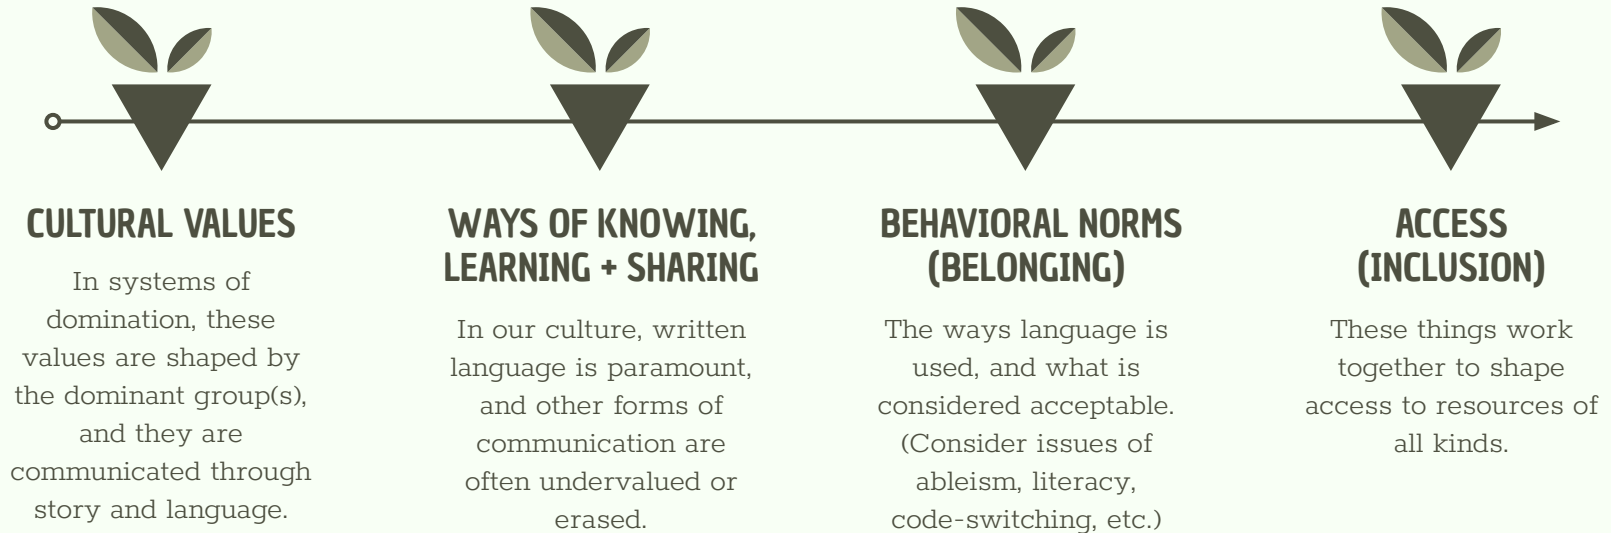 CULTURAL VALUES
In systems of
domination, these
values are shaped by
the dominant group(s),
and they are
communicated through
story and language.
WAYS OF KNOWING,
LEARNING + SHARING
In our culture, written
language is paramount,
and other forms of
communication are
often undervalued or
erased.
BEHAVIORAL NORMS
(BELONGING)
The ways language is
used, and what is
considered acceptable.
(Consider issues of
ableism, literacy,
code-switching, etc.)
ACCESS
(INCLUSION)
These things work
together to shape
access to resources of
all kinds.